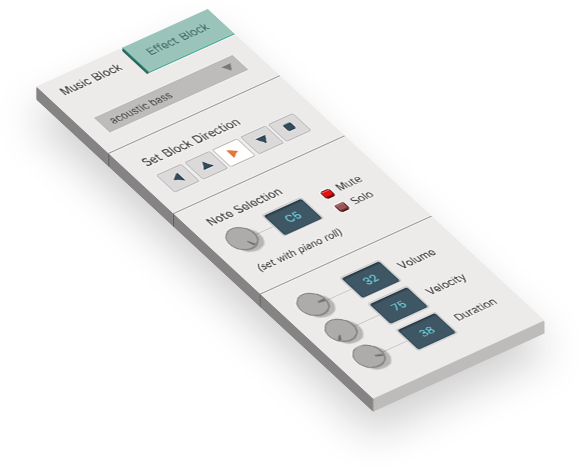 Music Block
Effect Block
acoustic bass
Set Block Direction
Note Selection
C5
Mute
Solo
(set with piano roll)
32
Volume
75
Velocity
38
Duration